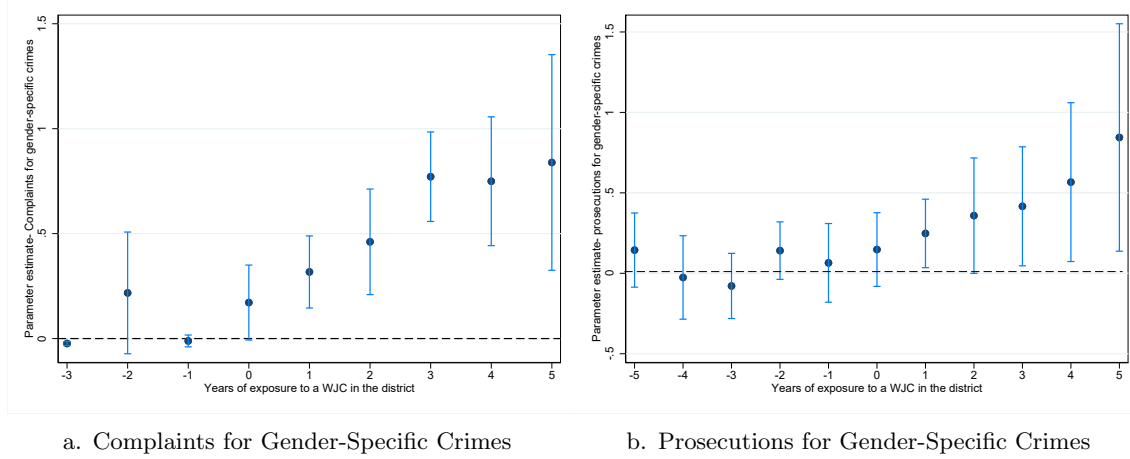 Parameter estimate- Complaints for gender-specific crimes
1.5
1
.5
0
-3 -2 -1 0 1 2 3 4 5
Years of exposure to a WJC in the district
a. Complaints for Gender-Specific Crimes
Parameter estimate- prosecutions for gender-specific crimes
1.5
1
.5
0
-.5
-5 -4 -3 -2 -1 0 1 2 3 4 5
Years of exposure to a WJC in the district
b. Prosecutions for Gender-Specific Crimes